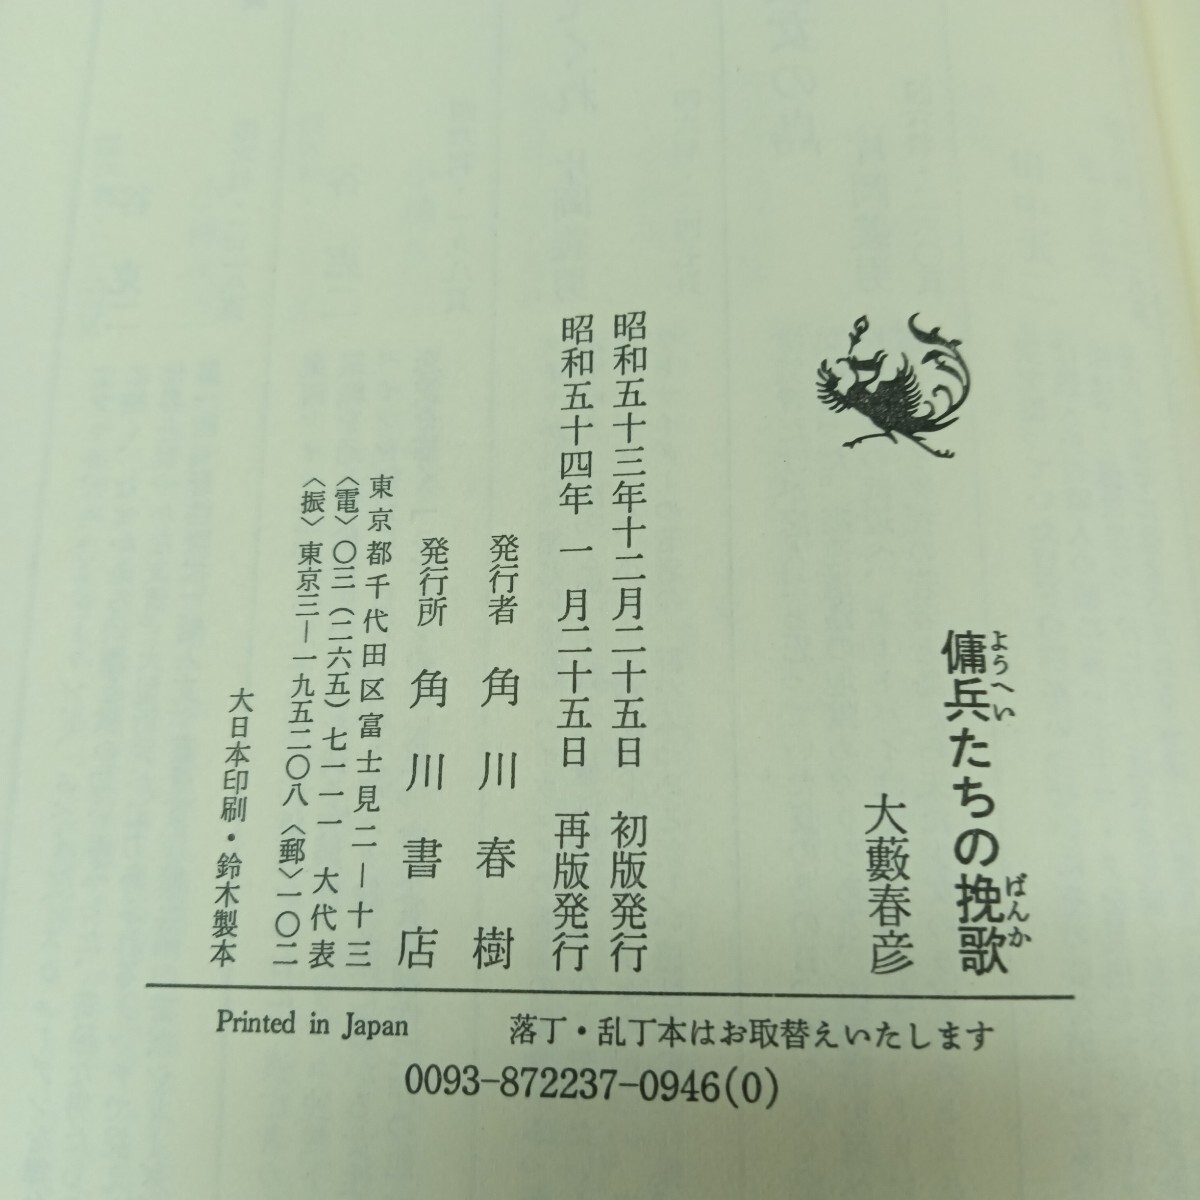 傭兵たちの挽歌
ようへい
ばんか
大藪春彦
昭和五十三年十二月二十五日 初版発行
昭和五十四年 一 月二十五日 再版発行
発行者 角川春樹
発行所 角川書店
東京都千代田区富士見二ー十三
〈電〉〇三(二六五)七一一一 大代表
〈振〉東京三ー一九五二〇八〈郵〉一〇二
大日本印刷・鈴木製本
Printed in Japan 落丁・乱丁本はお取替えいたします
0093-872237-0946(0)